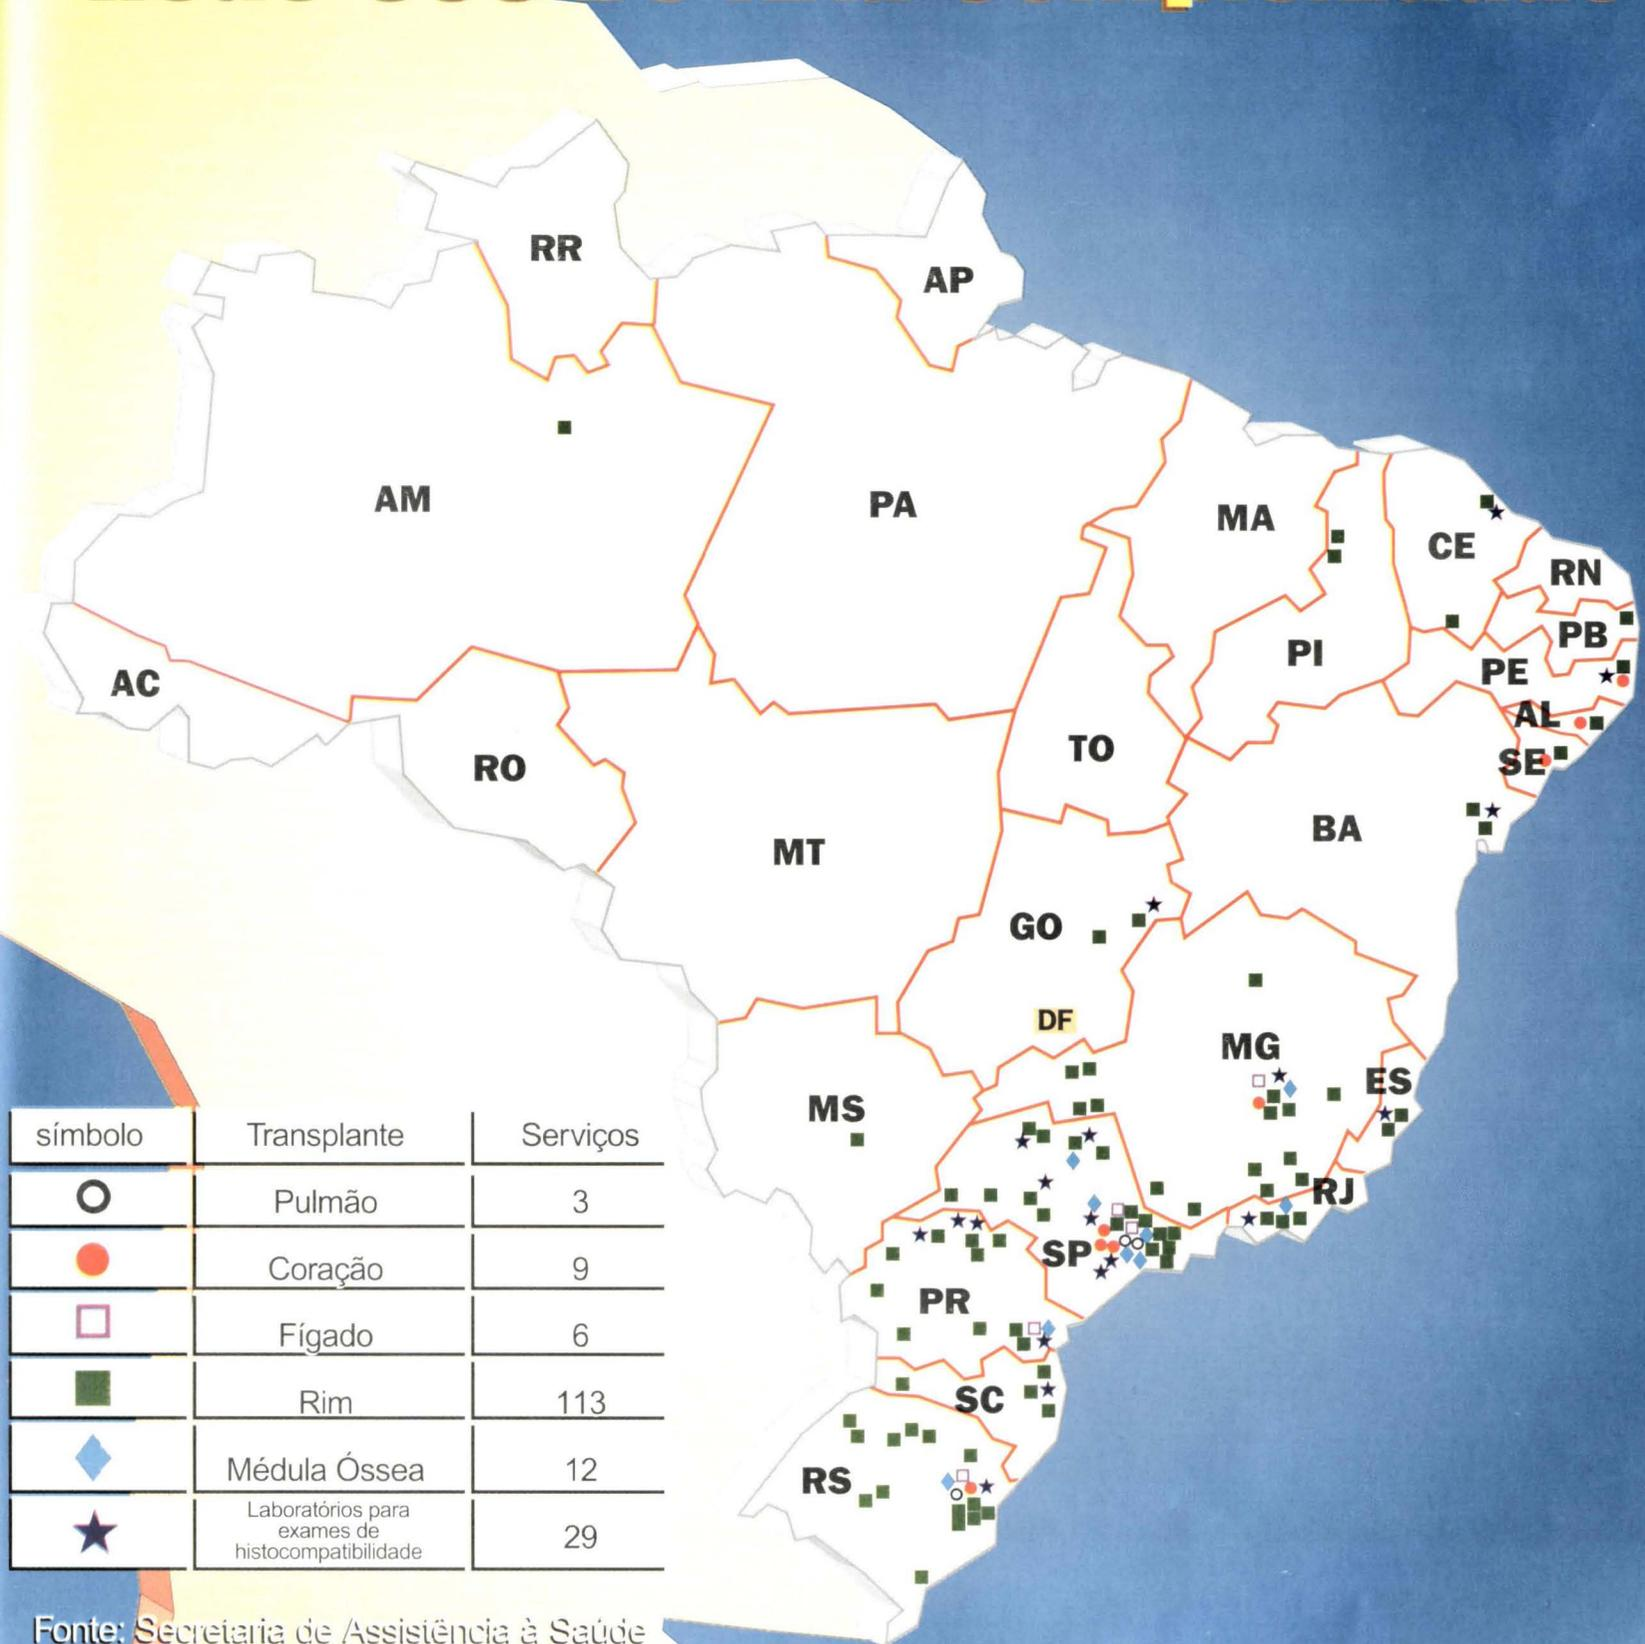 RR
AP
AM
PA
MA
CE
RN
PB
PI
PE
AC
AL
TO
SE
RO
BA
MT
GO
DF
MG
ES
MS
RJ
SP
PR
SC
RS
símbolo Transplante Serviços
Pulmão 3
Coração 9
Fígado 6
Rim 113
Médula Óssea 12
Laboratórios para
exames de
histocompatibilidade 29
Fonte: Secretaria de Assistência à Saúde